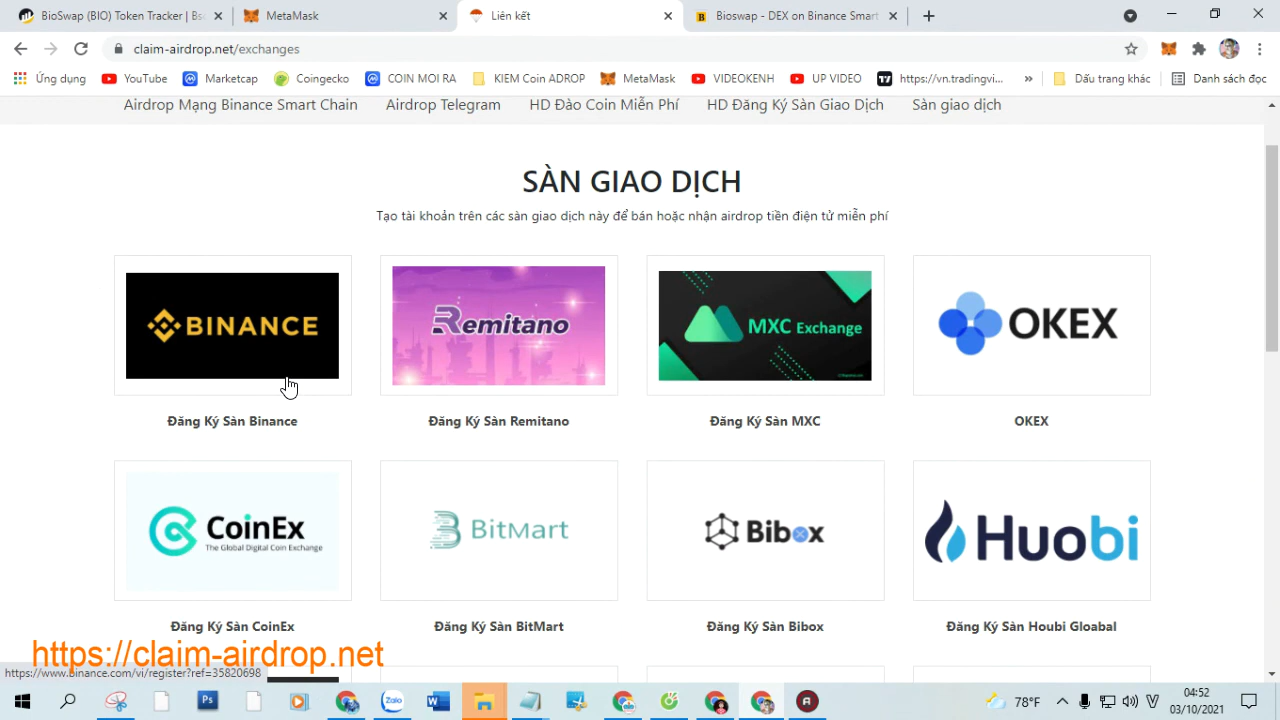 BioSwap (BIO) Token Tracker | Bs
MetaMask
Liên kết
Bioswap - DEX on Binance Smart
claim-airdrop.net/exchanges
Ứng dụng
YouTube
Marketcap
Coingecko
COIN MOI RA
KIEM Coin ADROP
MetaMask
VIDEOKENH
UP VIDEO
https://vn.tradingvi...
»
Dấu trang khác
Danh sách đọc
Airdrop Mạng Binance Smart Chain
Airdrop Telegram
HD Đào Coin Miễn Phí
HD Đăng Ký Sàn Giao Dịch
Sàn giao dịch
SÀN GIAO DỊCH
Tạo tài khoản trên các sàn giao dịch này để bán hoặc nhận airdrop tiền điện tử miễn phí
BINANCE
Remitano
MXC Exchange
OKEX
Đăng Ký Sàn Binance
Đăng Ký Sàn Remitano
Đăng Ký Sàn MXC
OKEX
CoinEx
The Global Digital Coin Exchange
BitMart
Bibox
Huobi
Đăng Ký Sàn CoinEx
Đăng Ký Sàn BitMart
Đăng Ký Sàn Bibox
Đăng Ký Sàn Houbi Gloabal
https://claim-airdrop.net
https://www.binance.com/vi/register?ref=35820698
Zalo
78°F
04:52
03/10/2021